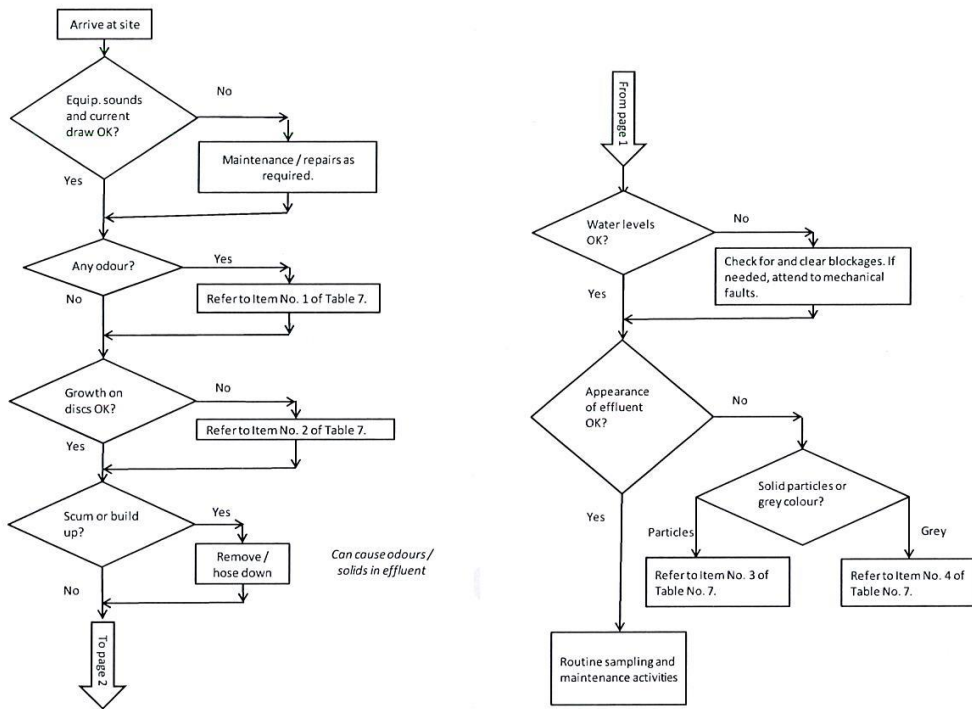 Arrive at site
Equip. sounds
and current
draw OK?
No
Maintenance / repairs as
required.
Yes
Any odour?
Yes
Refer to Item No. 1 of Table 7.
No
Growth on
discs OK?
No
Refer to Item No. 2 of Table 7.
Yes
Scum or build
up?
Yes
Remove /
hose down
Can cause odours /
solids in effluent
No
To page 2
From page 1
Water levels
OK?
No
Check for and clear blockages. If
needed, attend to mechanical
faults.
Yes
Appearance
of effluent
OK?
No
Solid particles or
grey colour?
Yes
Particles
Grey
Refer to Item No. 3 of
Table No. 7.
Refer to Item No. 4 of
Table No. 7.
Routine sampling and
maintenance activities